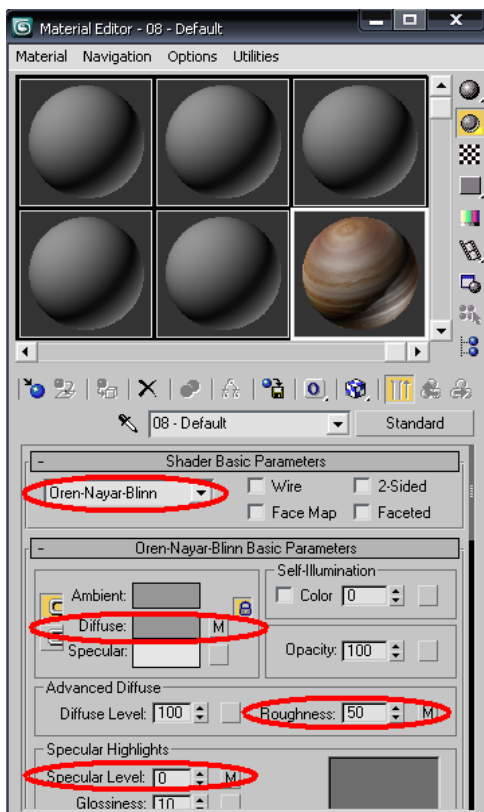 Material Editor - 08 - Default
Material Navigation Options Utilities
08 - Default
Standard
- Shader Basic Parameters
Oren-Nayar-Blinn
Wire 2-Sided
Face Map Faceted
- Oren-Nayar-Blinn Basic Parameters
Ambient:
Diffuse: M
Specular:
Self-Illumination
Color 0
Opacity: 100
Advanced Diffuse
Diffuse Level: 100 Roughness: 50 M
Specular Highlights
Specular Level: 0 M
Glossiness: 10